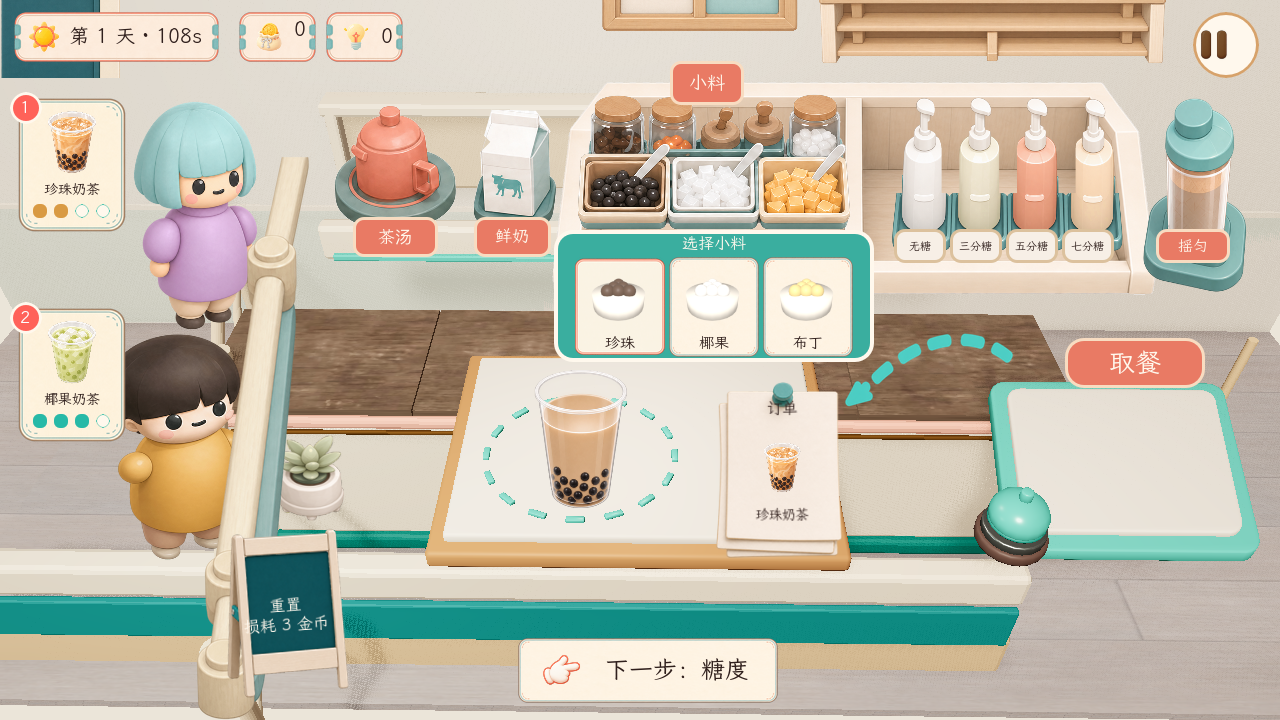 第 1 天·108s
0
0
小料
1
珍珠奶茶
2
椰果奶茶
茶汤
鲜奶
无糖
三分糖
五分糖
七分糖
摇匀
选择小料
珍珠
椰果
布丁
取餐
订单
珍珠奶茶
重置
损耗 3 金币
下一步：糖度